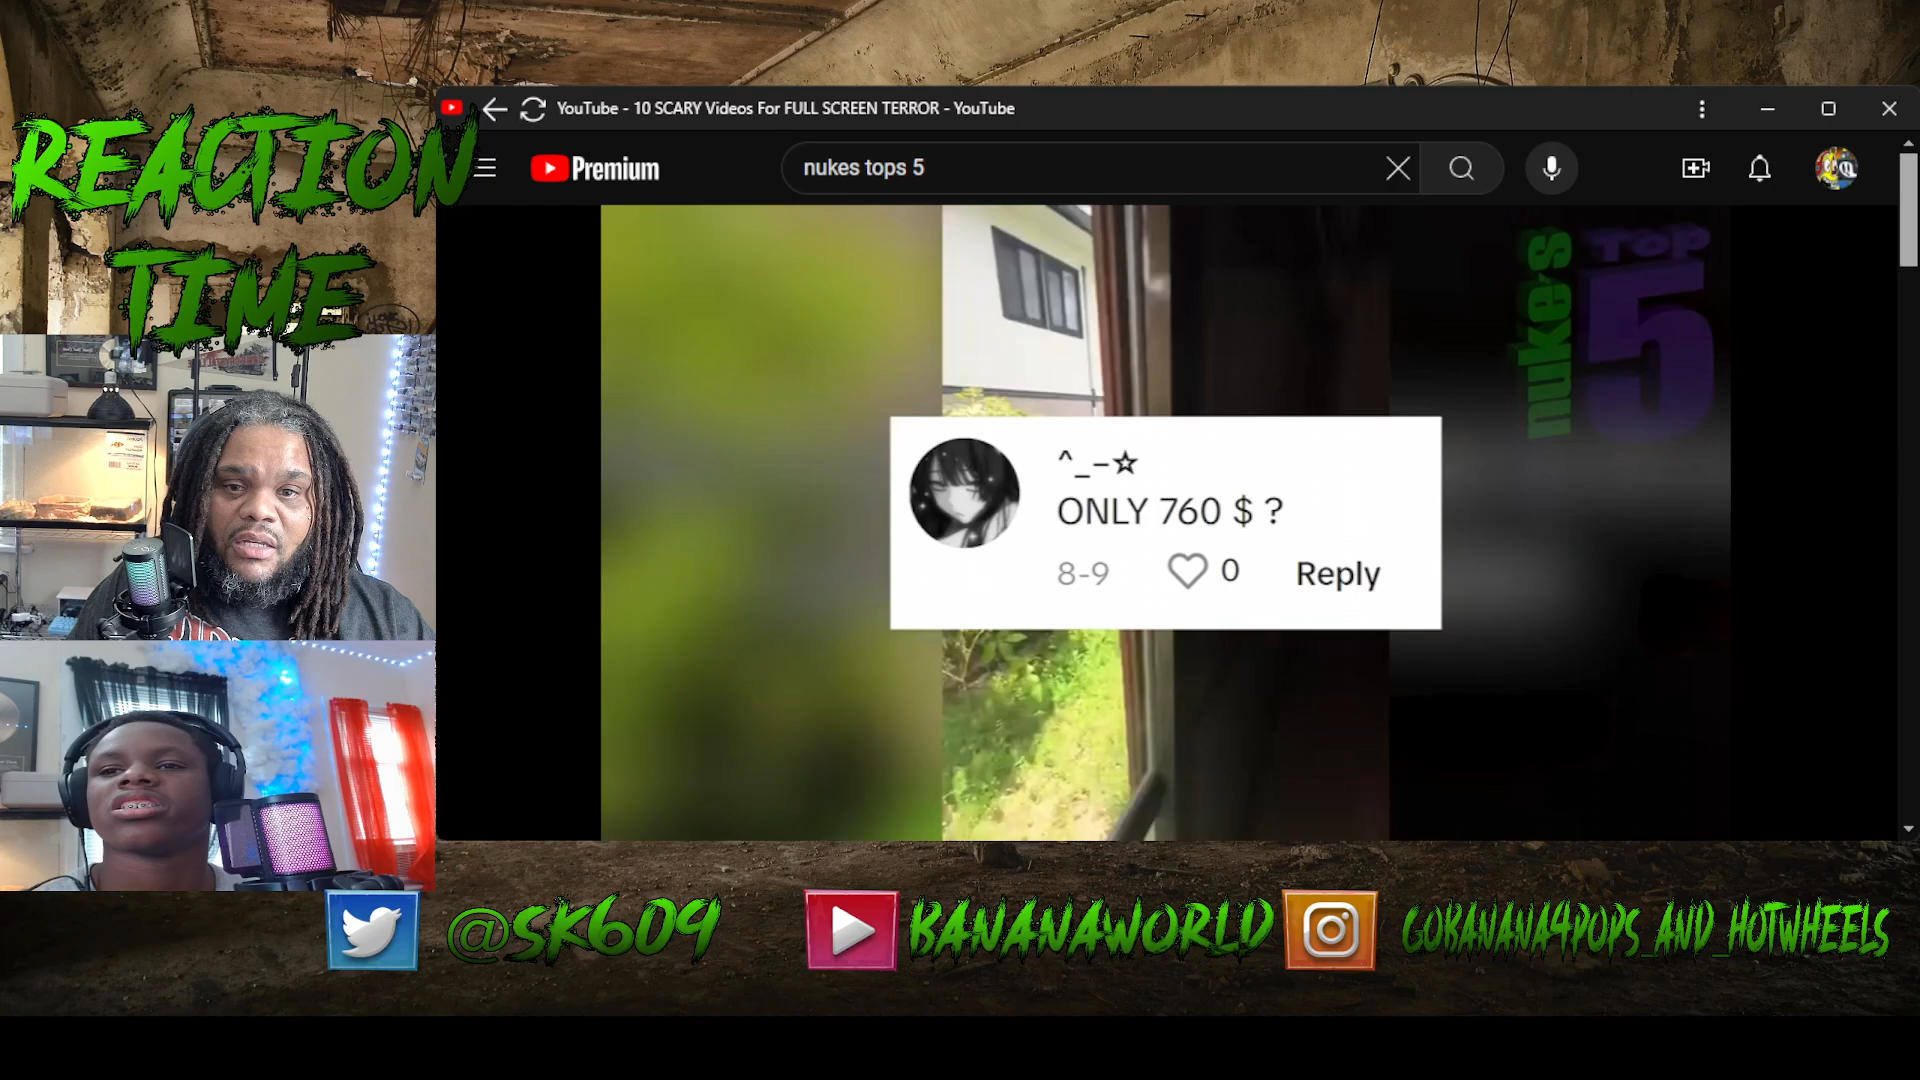 REACTION
TIME
YouTube - 10 SCARY Videos For FULL SCREEN TERROR - YouTube
Premium
nukes tops 5
nuke's
TOP
5
^_-☆
ONLY 760 $ ?
8-9
0
Reply
@SK609
BANANAWORLD
GOBANANA4POPS_AND_HOTWHEELS